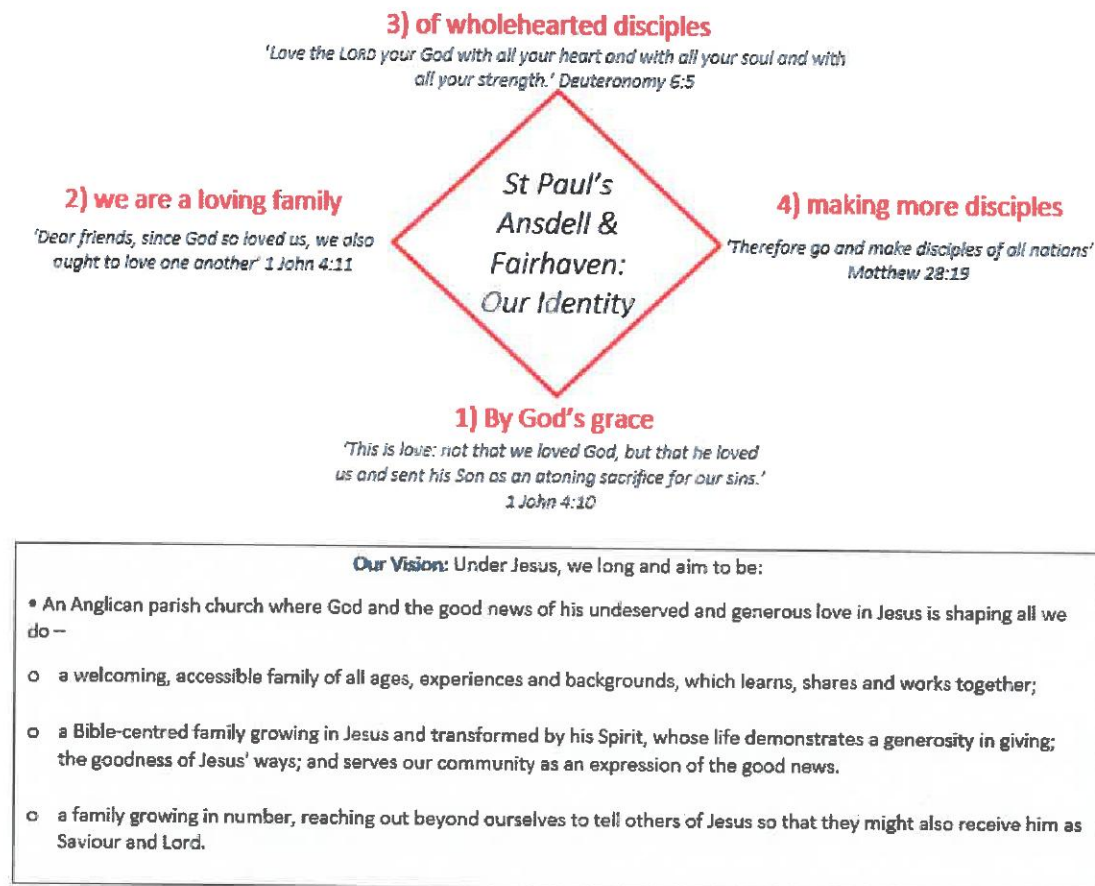 3) of wholehearted disciples
'Love the LORD your God with all your heart and with all your soul and with
all your strength.' Deuteronomy 6:5
2) we are a loving family
'Dear friends, since God so loved us, we also
ought to love one another' 1 John 4:11
St Paul's
Ansdell &
Fairhaven:
Our Identity
4) making more disciples
'Therefore go and make disciples of all nations'
Matthew 28:19
1) By God's grace
'This is love: not that we loved God, but that he loved
us and sent his Son as an atoning sacrifice for our sins.'
1 John 4:10
Our Vision: Under Jesus, we long and aim to be:
• An Anglican parish church where God and the good news of his undeserved and generous love in Jesus is shaping all we
do –
o a welcoming, accessible family of all ages, experiences and backgrounds, which learns, shares and works together;
o a Bible-centred family growing in Jesus and transformed by his Spirit, whose life demonstrates a generosity in giving;
the goodness of Jesus' ways; and serves our community as an expression of the good news.
o a family growing in number, reaching out beyond ourselves to tell others of Jesus so that they might also receive him as
Saviour and Lord.